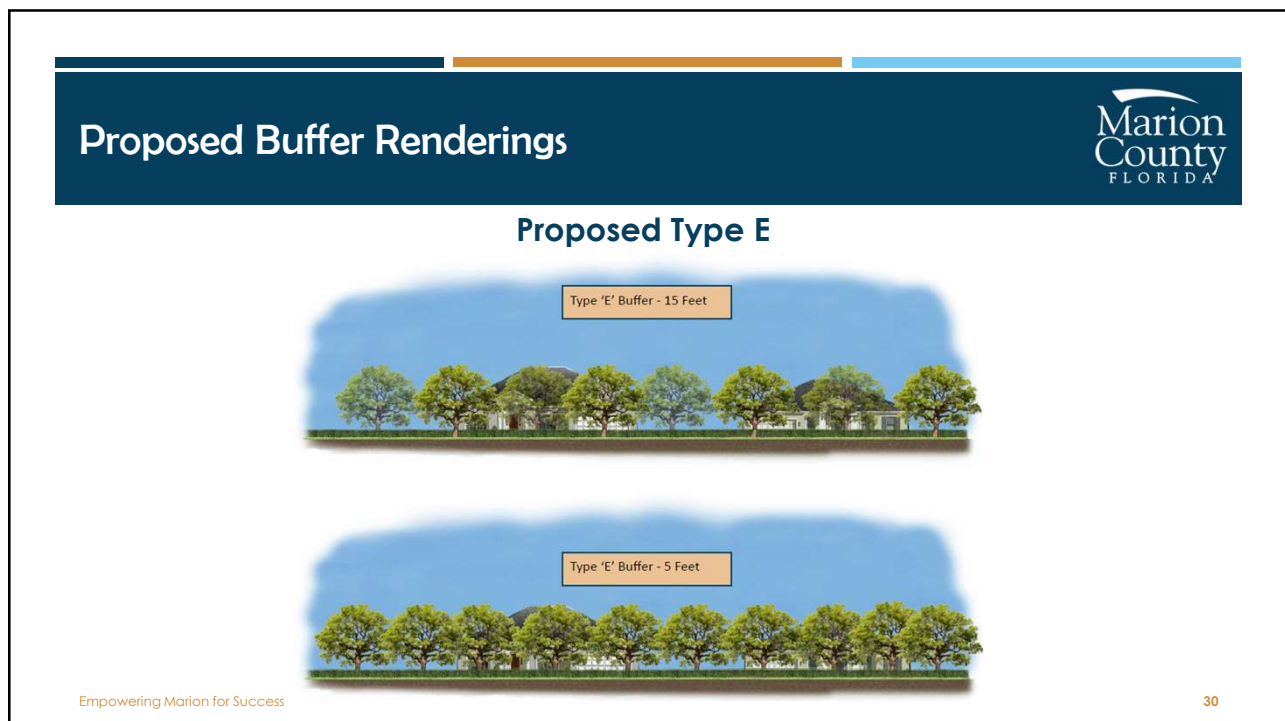 Proposed Buffer Renderings
Marion
County
FLORIDA
Proposed Type E
Type ‘E’ Buffer - 15 Feet
Type ‘E’ Buffer - 5 Feet
Empowering Marion for Success
30